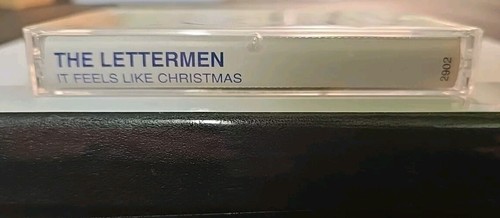 THE LETTERMEN
IT FEELS LIKE CHRISTMAS
2902